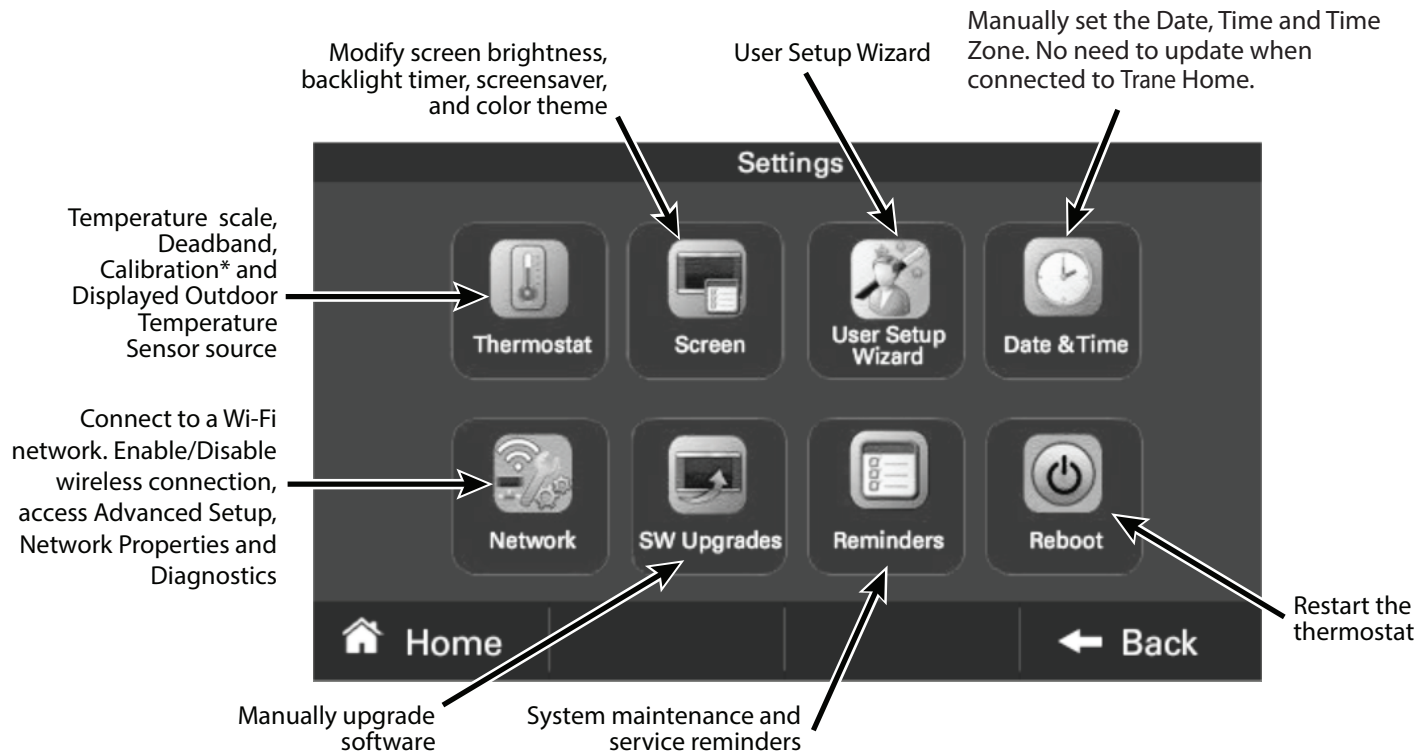 Modify screen brightness,
backlight timer, screensaver,
and color theme
User Setup Wizard
Manually set the Date, Time and Time
Zone. No need to update when
connected to Trane Home.
Settings
Temperature scale,
Deadband,
Calibration* and
Displayed Outdoor
Temperature
Sensor source
Thermostat
Screen
User Setup
Wizard
Date & Time
Connect to a Wi-Fi
network. Enable/Disable
wireless connection,
access Advanced Setup,
Network Properties and
Diagnostics
Network
SW Upgrades
Reminders
Reboot
Restart the
thermostat
Home
Back
Manually upgrade
software
System maintenance and
service reminders